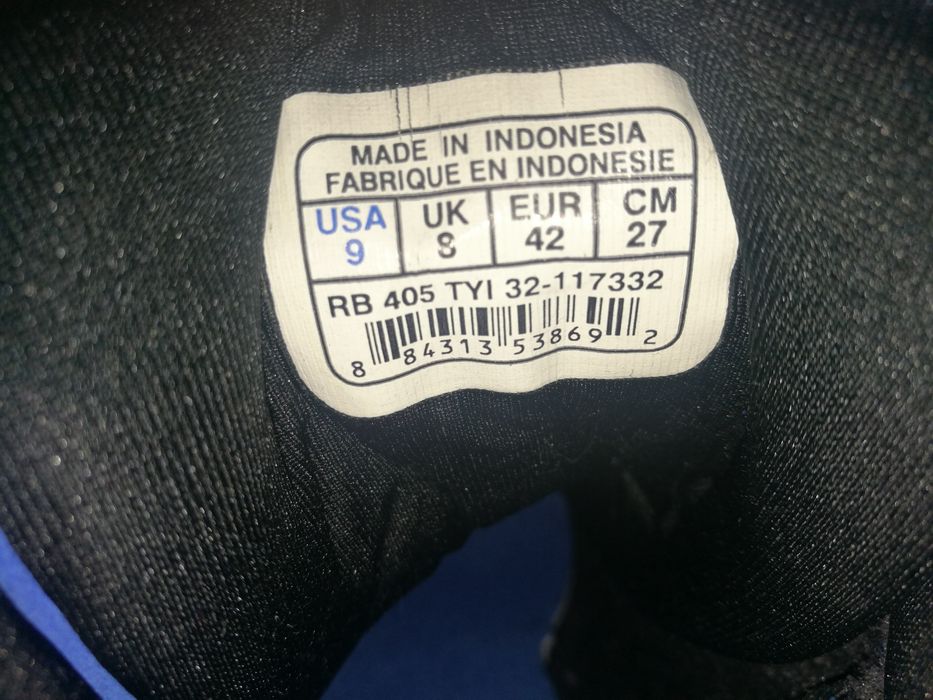 MADE IN INDONESIA
FABRIQUE EN INDONESIE
USA UK EUR CM
9 8 42 27
RB 405 TYI 32-117332
8 84313 53869 2